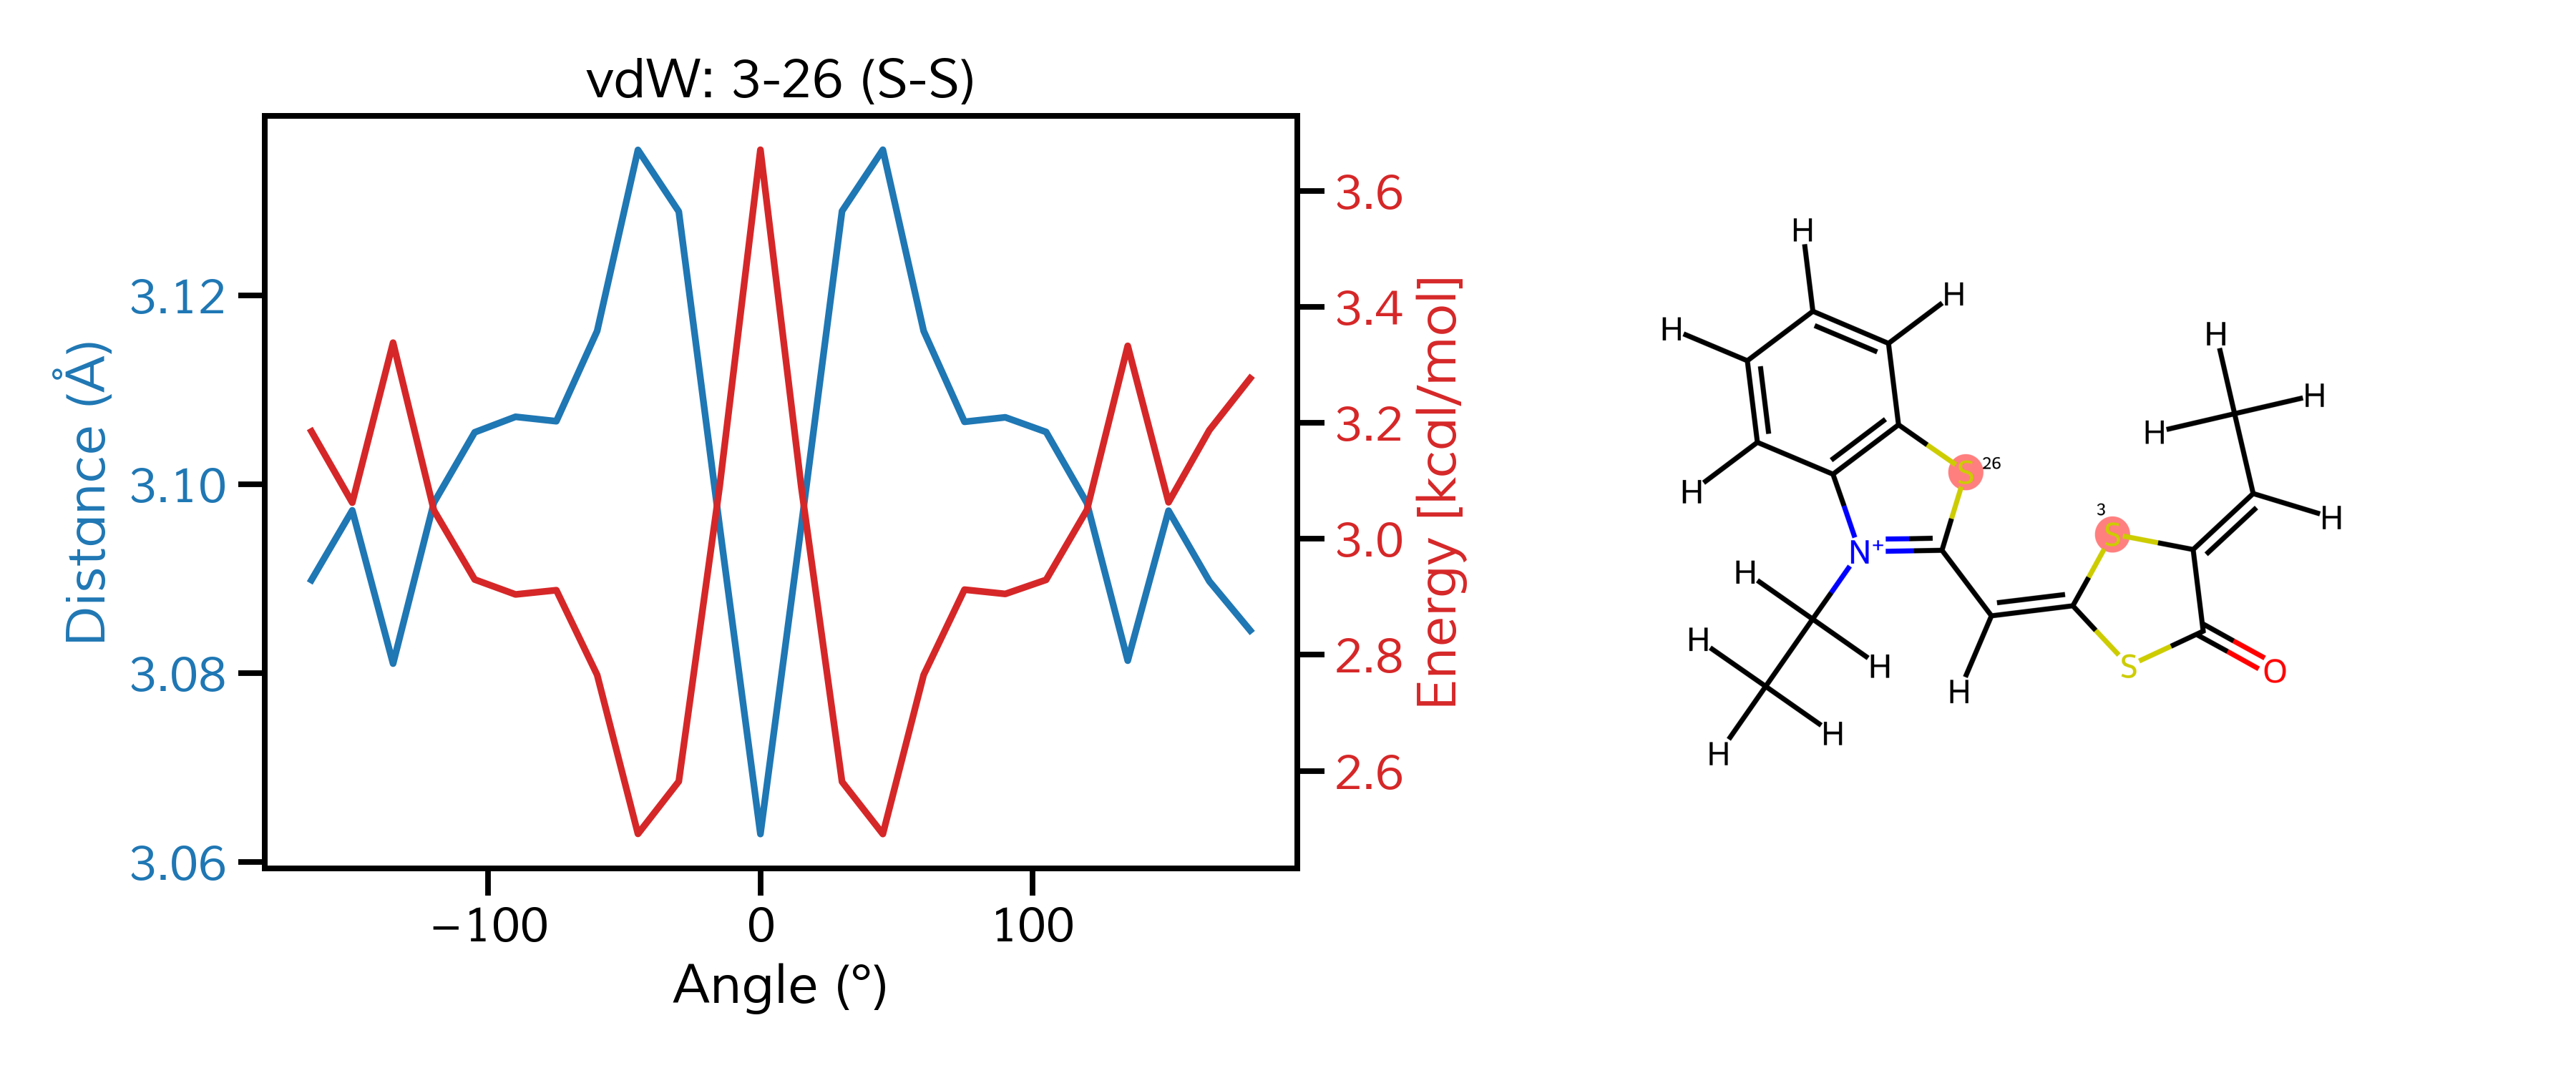 vdW: 3-26 (S-S)
Distance (Å)
3.12
3.10
3.08
3.06
−100
0
100
Angle (°)
3.6
3.4
3.2
3.0
2.8
2.6
Energy [kcal/mol]
H
H
H
H
S 26
3
S
N+
H
H
H
H
H
H
H
H
H
H
S
O